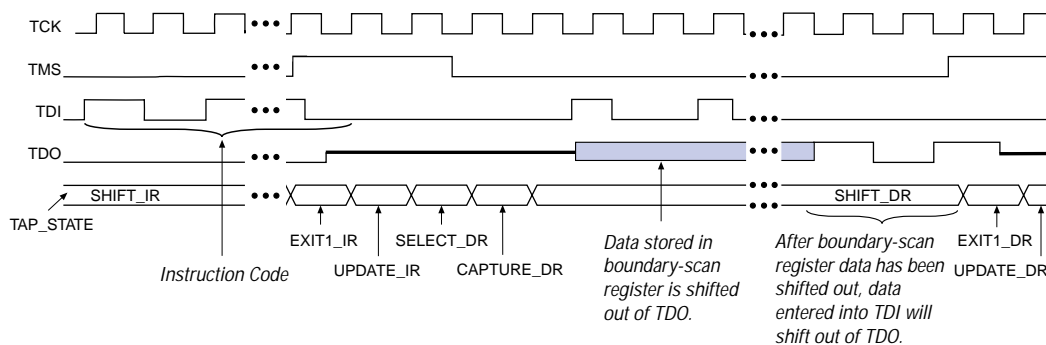 TCK
TMS
TDI
TDO
SHIFT_IR
SHIFT_DR
TAP_STATE
EXIT1_IR
SELECT_DR
EXIT1_DR
UPDATE_IR
CAPTURE_DR
UPDATE_DR
Instruction Code
Data stored in
boundary-scan
register is shifted
out of TDO.
After boundary-scan
register data has been
shifted out, data
entered into TDI will
shift out of TDO.